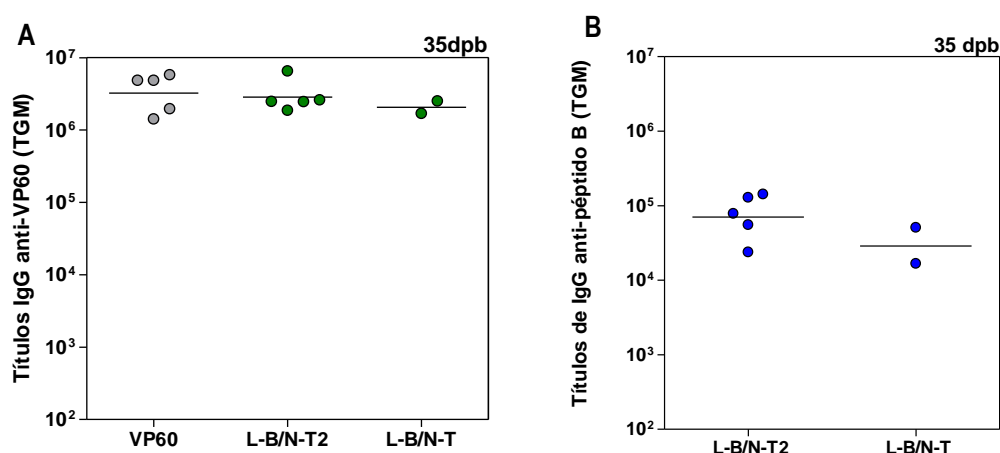 A
35dpb
Títulos IgG anti-VP60 (TGM)
10⁷
10⁶
10⁵
10⁴
10³
10²
VP60
L-B/N-T2
L-B/N-T
B
35 dpb
Títulos de IgG anti-péptido B (TGM)
10⁷
10⁶
10⁵
10⁴
10³
10²
L-B/N-T2
L-B/N-T